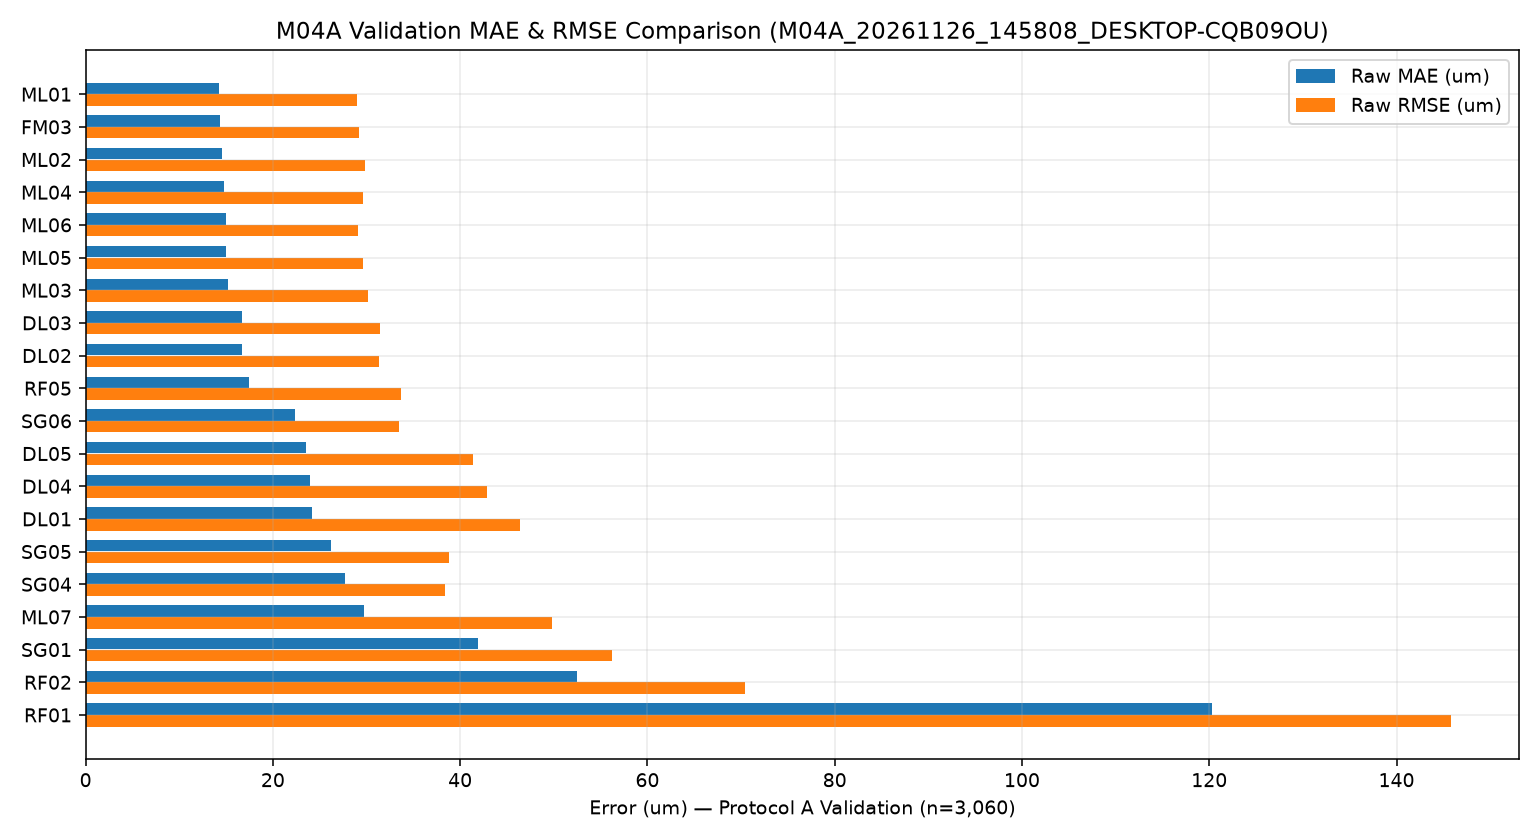 M04A Validation MAE & RMSE Comparison (M04A_20261126_145808_DESKTOP-CQB09OU)
Raw MAE (um)
Raw RMSE (um)
ML01
FM03
ML02
ML04
ML06
ML05
ML03
DL03
DL02
RF05
SG06
DL05
DL04
DL01
SG05
SG04
ML07
SG01
RF02
RF01
0 20 40 60 80 100 120 140
Error (um) — Protocol A Validation (n=3,060)